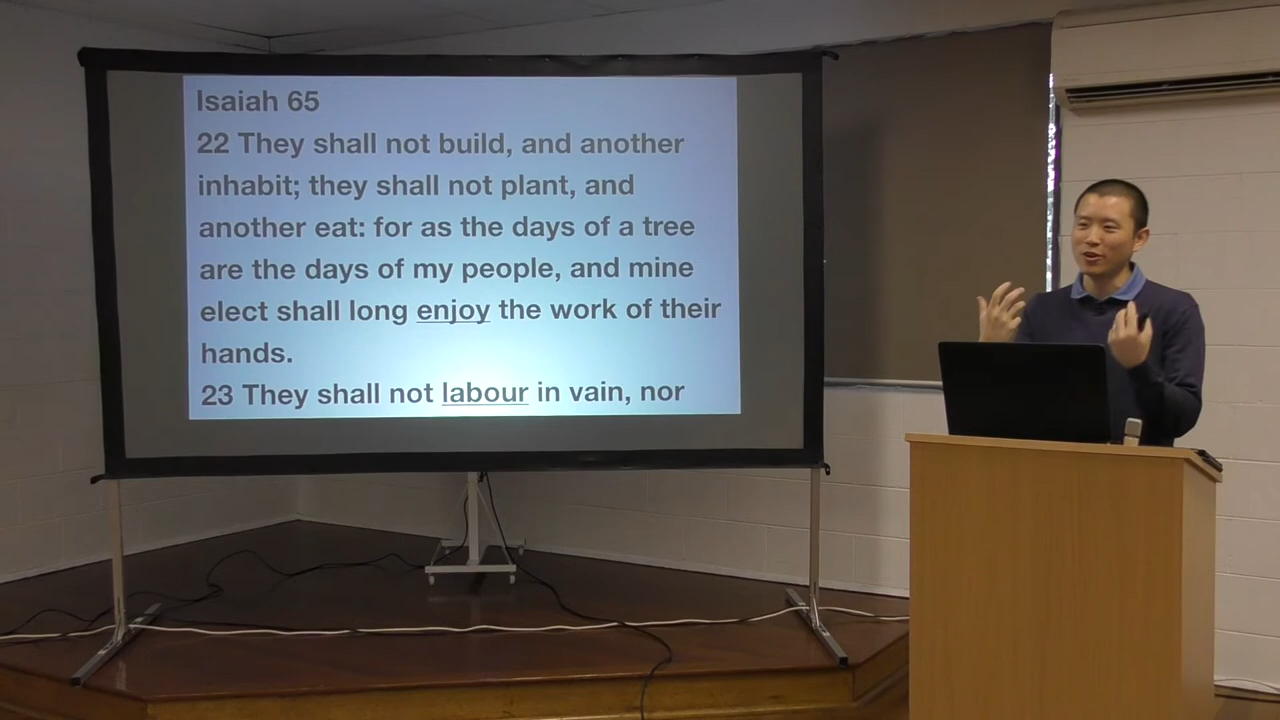 Isaiah 65
22 They shall not build, and another
inhabit; they shall not plant, and
another eat: for as the days of a tree
are the days of my people, and mine
elect shall long enjoy the work of their
hands.
23 They shall not labour in vain, nor